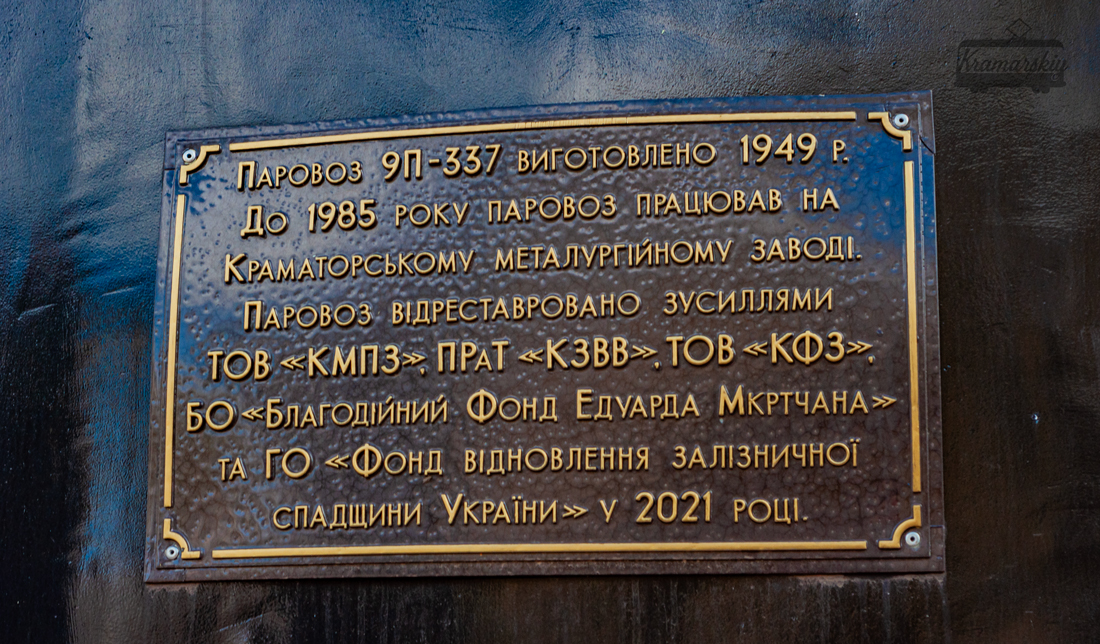 Kramarskiy
Паровоз 9П-337 виготовлено 1949 р.
До 1985 року паровоз працював на
Краматорському металургійному заводі.
Паровоз відреставровано зусиллями
ТОВ «КМПЗ», ПРаТ «КЗВВ», ТОВ «КФЗ»,
БО «Благодійний Фонд Едуарда Мкртчана»
та ГО «Фонд відновлення залізничної
спадщини України» у 2021 році.